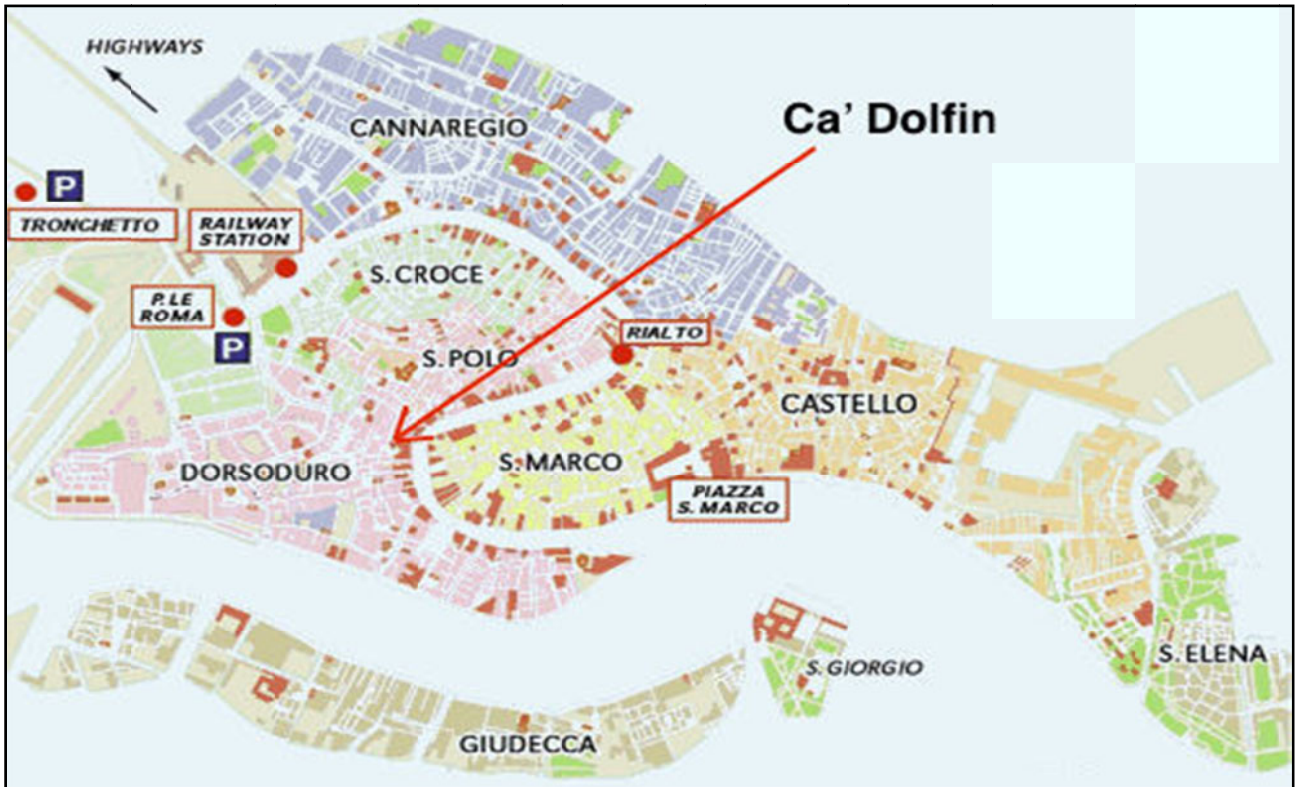 HIGHWAYS
CANNAREGIO
Ca’ Dolfin
P
TRONCHETTO
RAILWAY
STATION
S. CROCE
P.LE
ROMA
P
RIALTO
S. POLO
CASTELLO
DORSODURO
S. MARCO
PIAZZA
S. MARCO
S. GIORGIO
S. ELENA
GIUDECCA